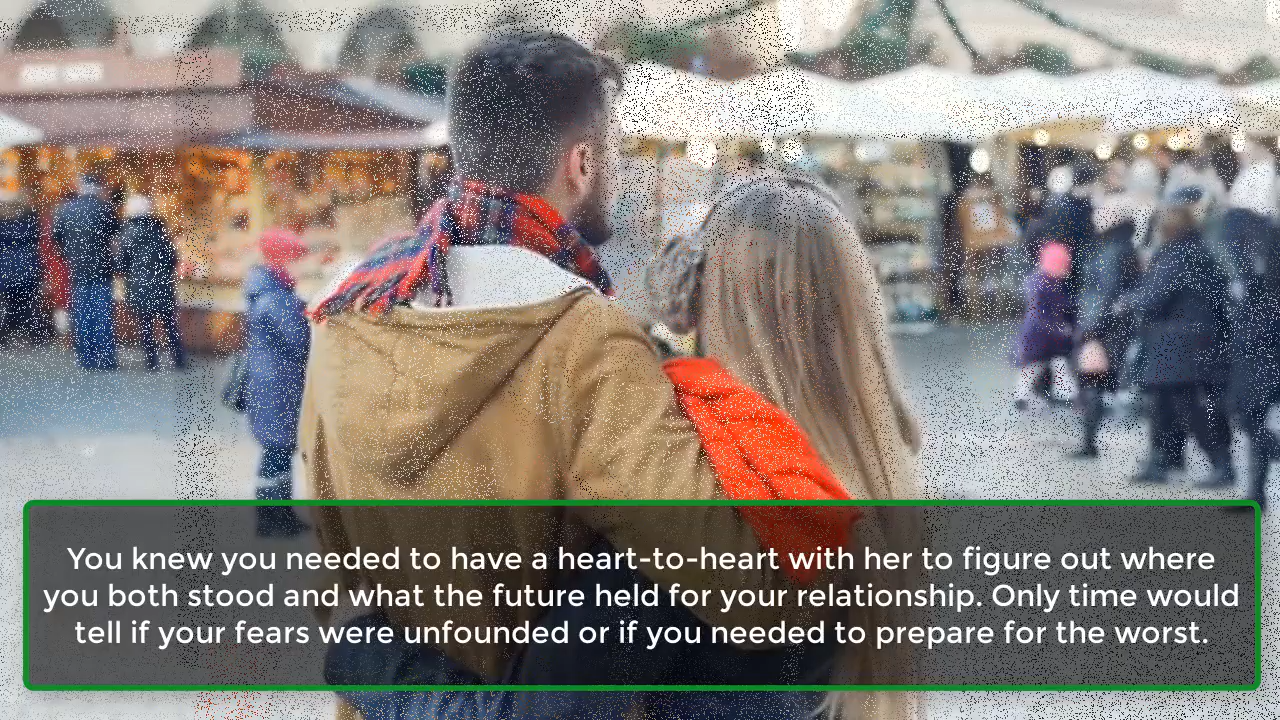 You knew you needed to have a heart-to-heart with her to figure out where
you both stood and what the future held for your relationship. Only time would
tell if your fears were unfounded or if you needed to prepare for the worst.